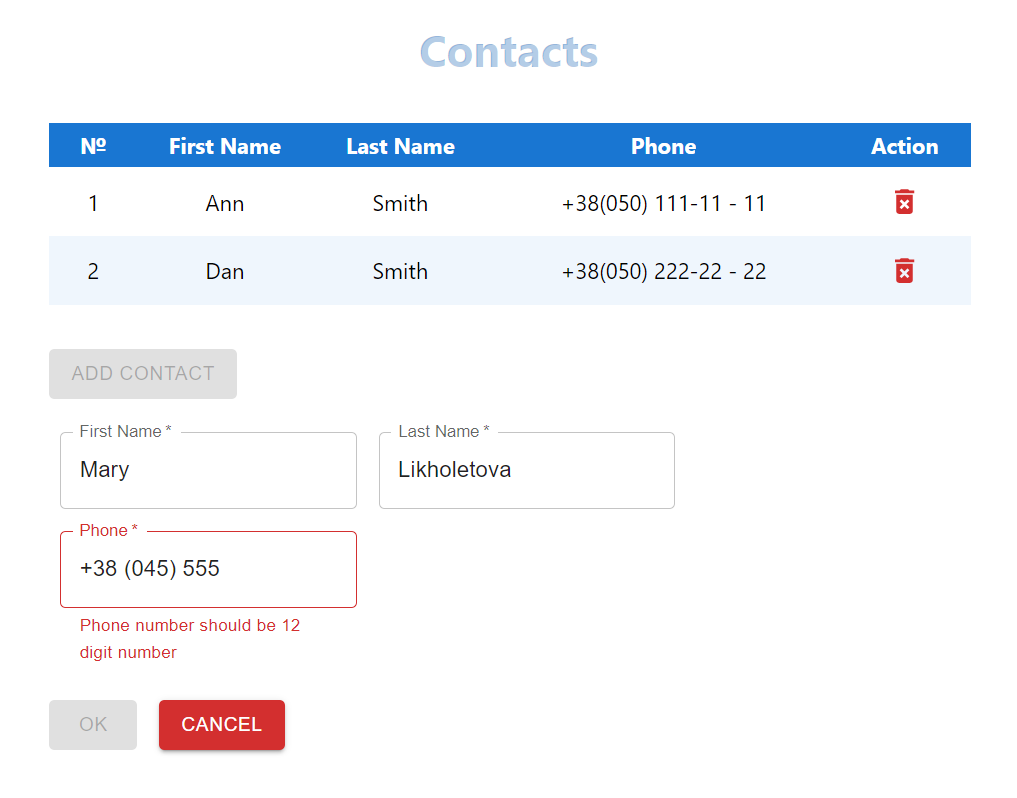 Contacts
№ First Name Last Name Phone Action
1 Ann Smith +38(050) 111-11 - 11
2 Dan Smith +38(050) 222-22 - 22
ADD CONTACT
First Name * Last Name *
Mary Likholetova
Phone *
+38 (045) 555
Phone number should be 12
digit number
OK CANCEL